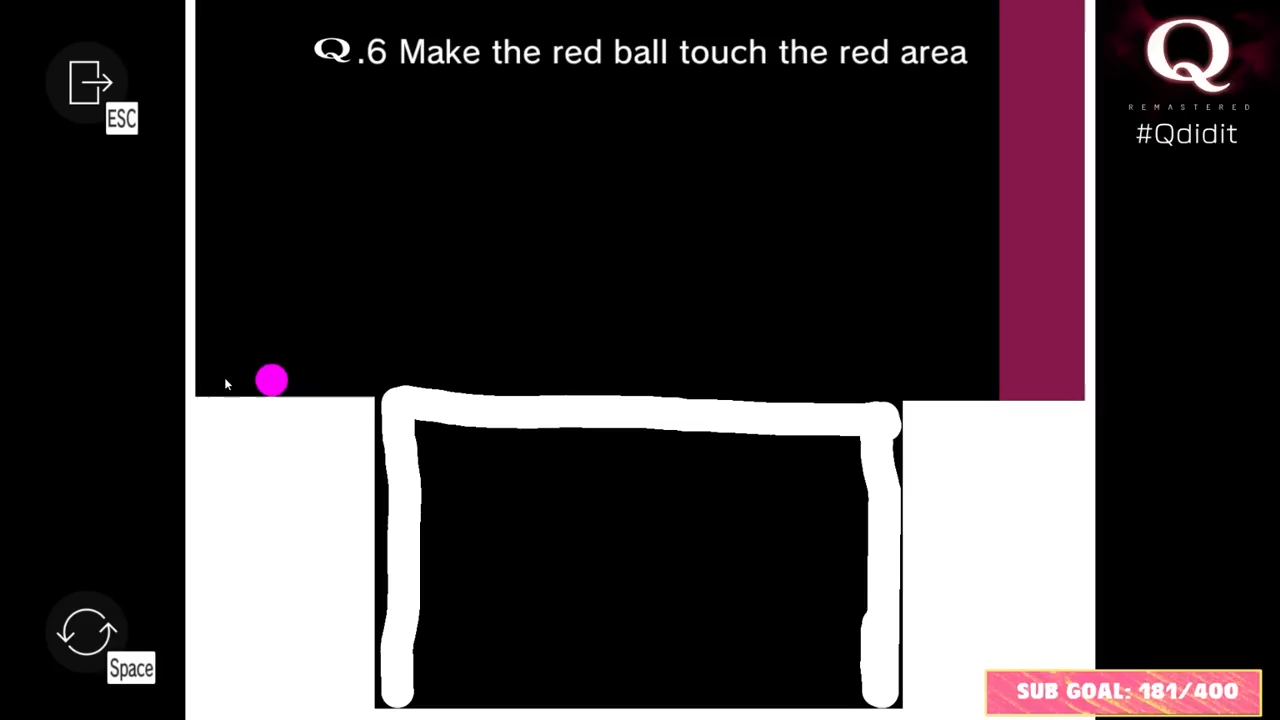 Q.6 Make the red ball touch the red area
ESC
Q
REMASTERED
#Qdidit
Space
SUB GOAL: 181/400